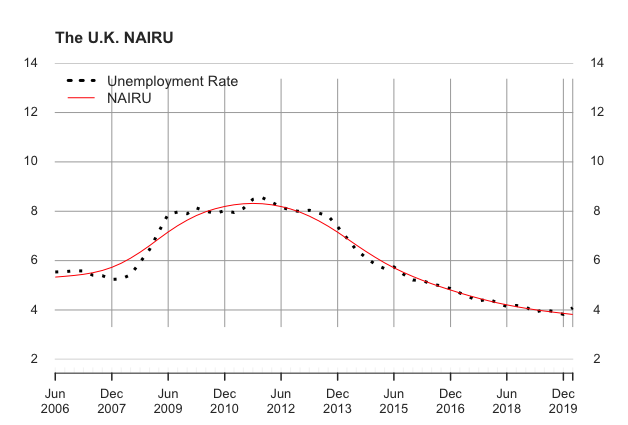 The U.K. NAIRU
14 14
Unemployment Rate
NAIRU
12 12
10 10
8 8
6 6
4 4
2 2
Jun Dec Jun Dec Jun Dec Jun Dec Jun Dec
2006 2007 2009 2010 2012 2013 2015 2016 2018 2019